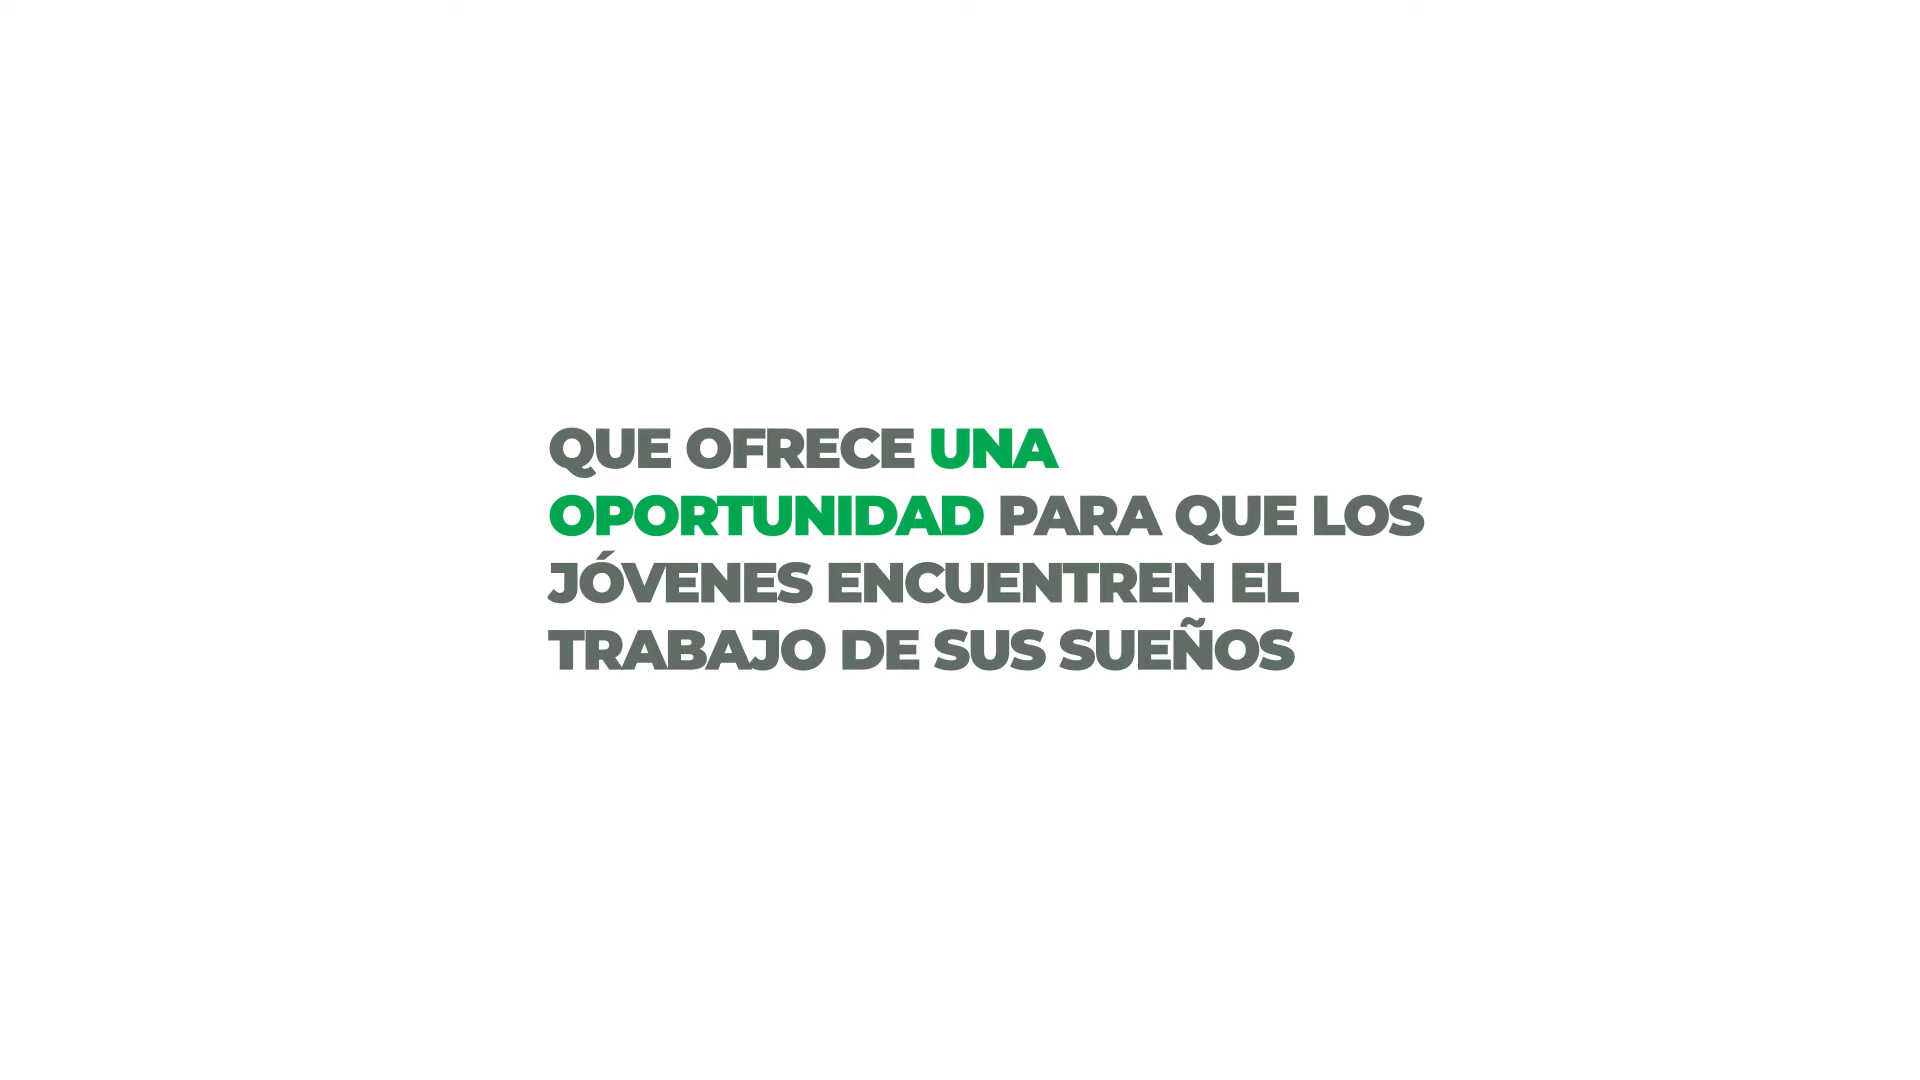 QUE OFRECE UNA
OPORTUNIDAD PARA QUE LOS
JÓVENES ENCUENTREN EL
TRABAJO DE SUS SUEÑOS